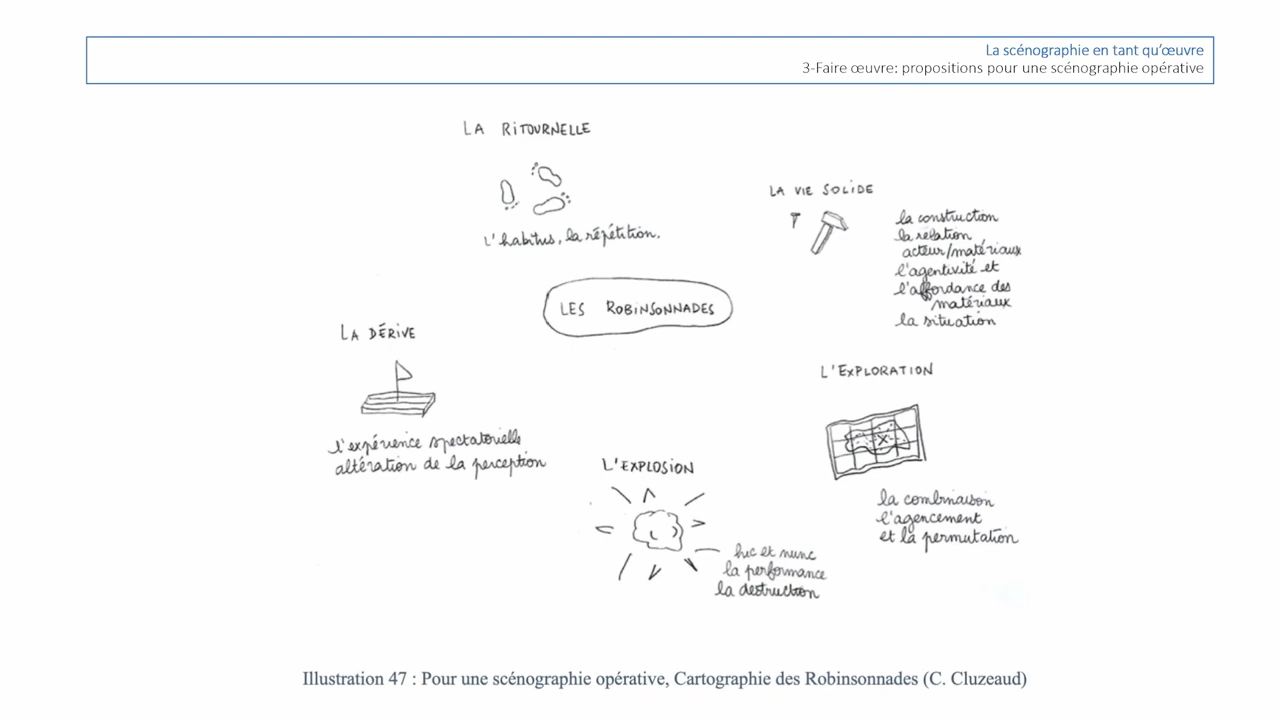 La scénographie en tant qu'œuvre
3-Faire œuvre: propositions pour une scénographie opérative
LA RITOURNELLE
L'habitus, la répétition.
LA VIE SOLIDE
la construction
la relation
acteur/matériaux
l'agentivité et
l'affordance des
matériaux
la situation
LES ROBINSONNADES
LA DÉRIVE
l'expérience spectatorielle
altération de la perception
L'EXPLORATION
la combinaison
l'agencement
et la permutation
L'EXPLOSION
hic et nunc
la performance
la destruction
Illustration 47 : Pour une scénographie opérative, Cartographie des Robinsonnades (C. Cluzeaud)